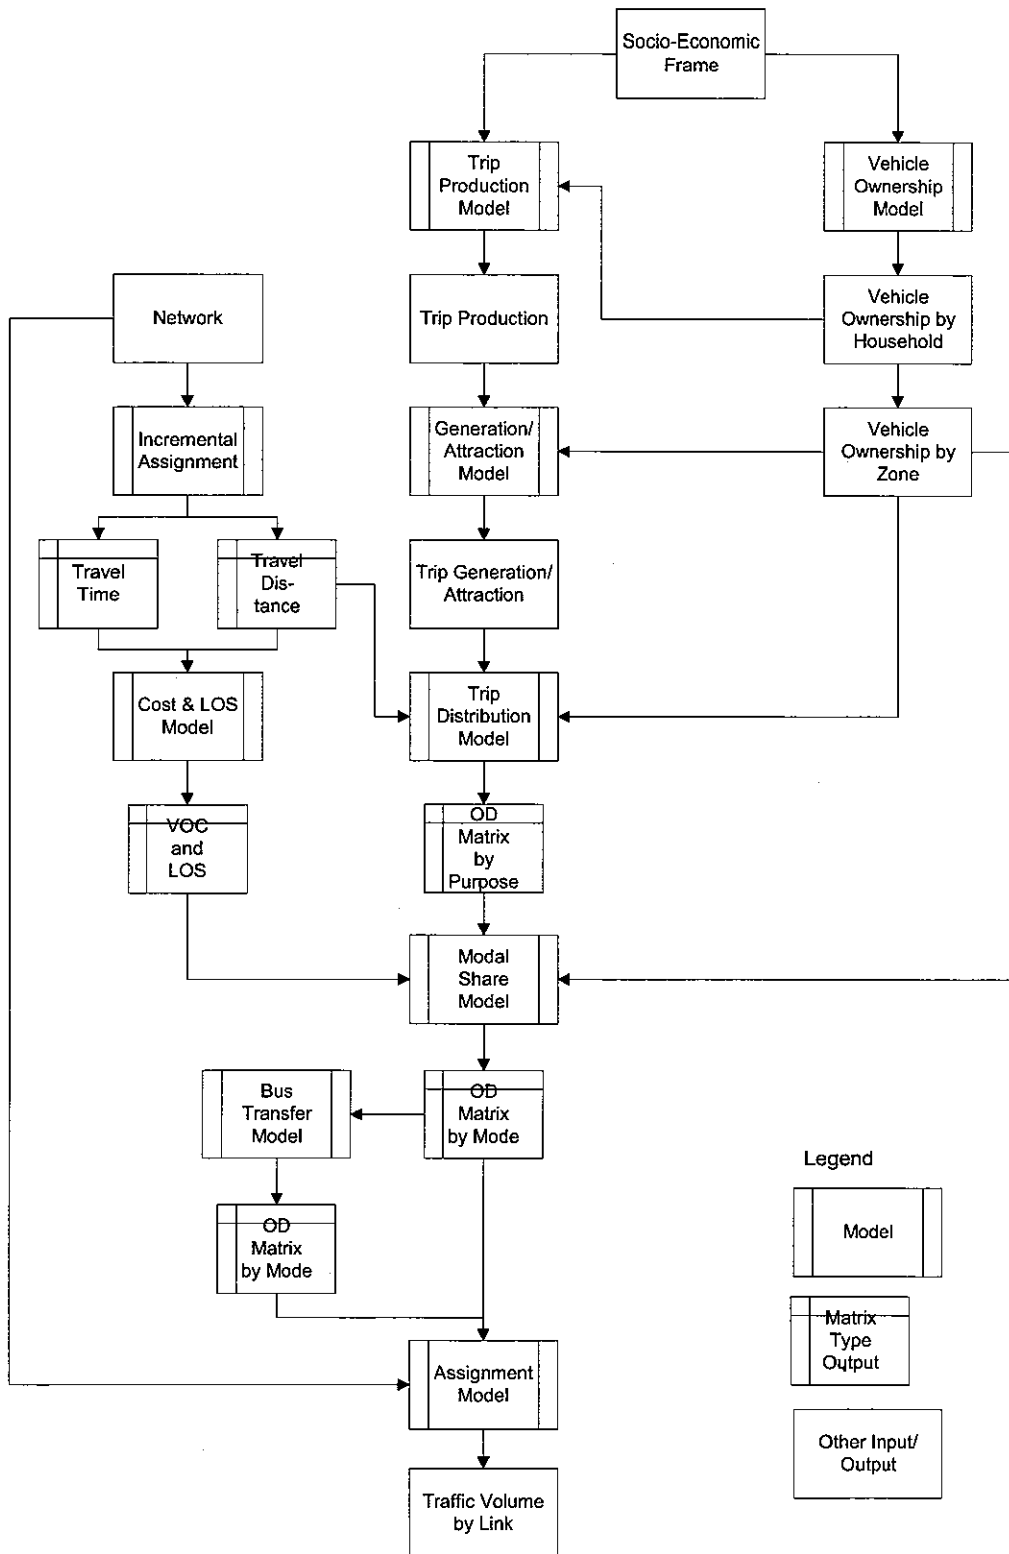 Socio-Economic
Frame
Trip
Production
Model
Vehicle
Ownership
Model
Network
Trip Production
Vehicle
Ownership by
Household
Incremental
Assignment
Generation/
Attraction
Model
Vehicle
Ownership by
Zone
Travel
Time
Travel
Dis-
tance
Trip Generation/
Attraction
Cost & LOS
Model
Trip
Distribution
Model
VOC
and
LOS
OD
Matrix
by
Purpose
Modal
Share
Model
Bus
Transfer
Model
OD
Matrix
by Mode
OD
Matrix
by Mode
Assignment
Model
Traffic Volume
by Link
Legend
Model
Matrix
Type
Output
Other Input/
Output